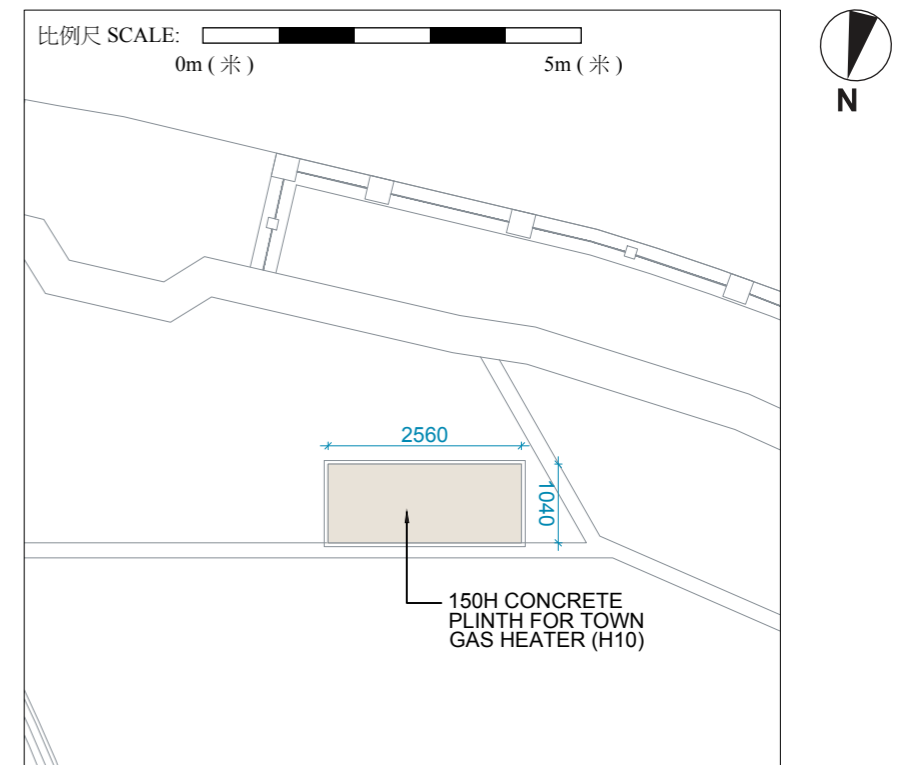 比例尺 SCALE:
0m ( 米 )
5m ( 米 )
N
2560
1040
150H CONCRETE
PLINTH FOR TOWN
GAS HEATER (H10)